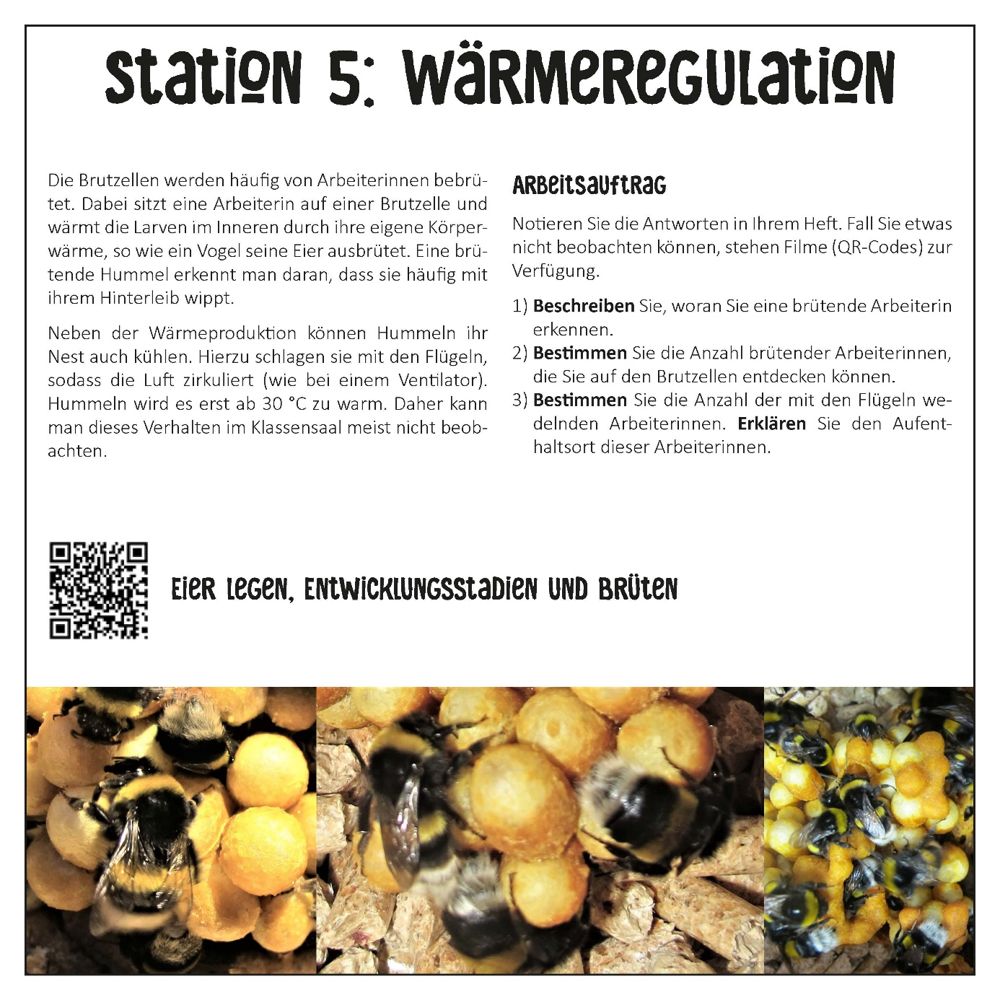 Station 5: Wärmeregulation
Die Brutzellen werden häufig von Arbeiterinnen bebrü-
tet. Dabei sitzt eine Arbeiterin auf einer Brutzelle und
wärmt die Larven im Inneren durch ihre eigene Körper-
wärme, so wie ein Vogel seine Eier ausbrütet. Eine brü-
tende Hummel erkennt man daran, dass sie häufig mit
ihrem Hinterleib wippt.
Neben der Wärmeproduktion können Hummeln ihr
Nest auch kühlen. Hierzu schlagen sie mit den Flügeln,
sodass die Luft zirkuliert (wie bei einem Ventilator).
Hummeln wird es erst ab 30 °C zu warm. Daher kann
man dieses Verhalten im Klassensaal meist nicht beob-
achten.
Arbeitsauftrag
Notieren Sie die Antworten in Ihrem Heft. Fall Sie etwas
nicht beobachten können, stehen Filme (QR-Codes) zur
Verfügung.
1) Beschreiben Sie, woran Sie eine brütende Arbeiterin
erkennen.
2) Bestimmen Sie die Anzahl brütender Arbeiterinnen,
die Sie auf den Brutzellen entdecken können.
3) Bestimmen Sie die Anzahl der mit den Flügeln we-
delnden Arbeiterinnen. Erklären Sie den Aufent-
haltsort dieser Arbeiterinnen.
Eier legen, Entwicklungsstadien und Brüten